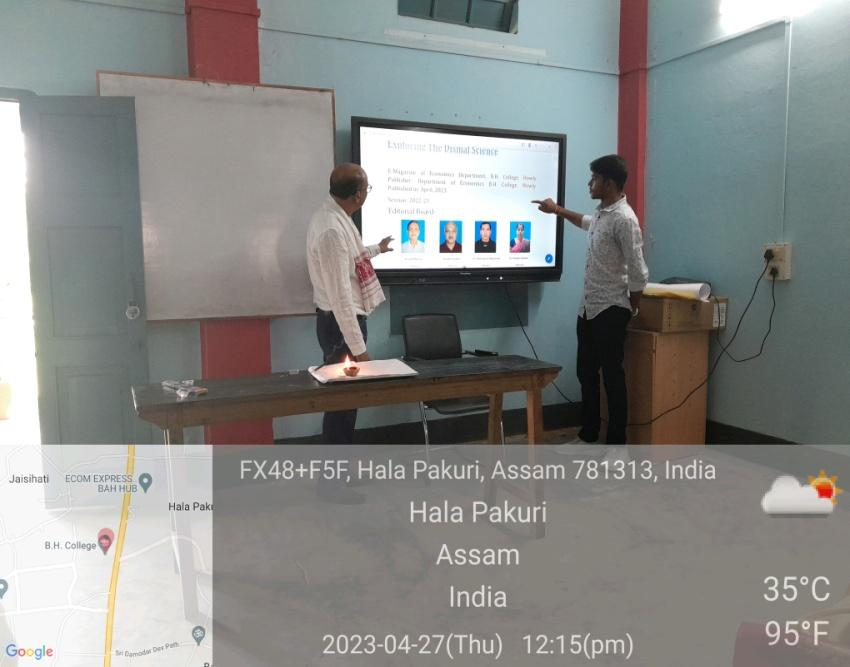 Exploring The Dismal Science
E-Magazine of Economics Department, B.H. College, Howly
Publisher: Department of Economics B.H. College, Howly
Published on April, 2023
Session: 2022-23
Editorial Board:
FX48+F5F, Hala Pakuri, Assam 781313, India
Hala Pakuri
Assam
India
2023-04-27(Thu) 12:15(pm)
35°C
95°F
Jaisihati
ECOM EXPRESS
BAH HUB
Hala Paku
B.H. College
Sri Damodar Dev Path
Google